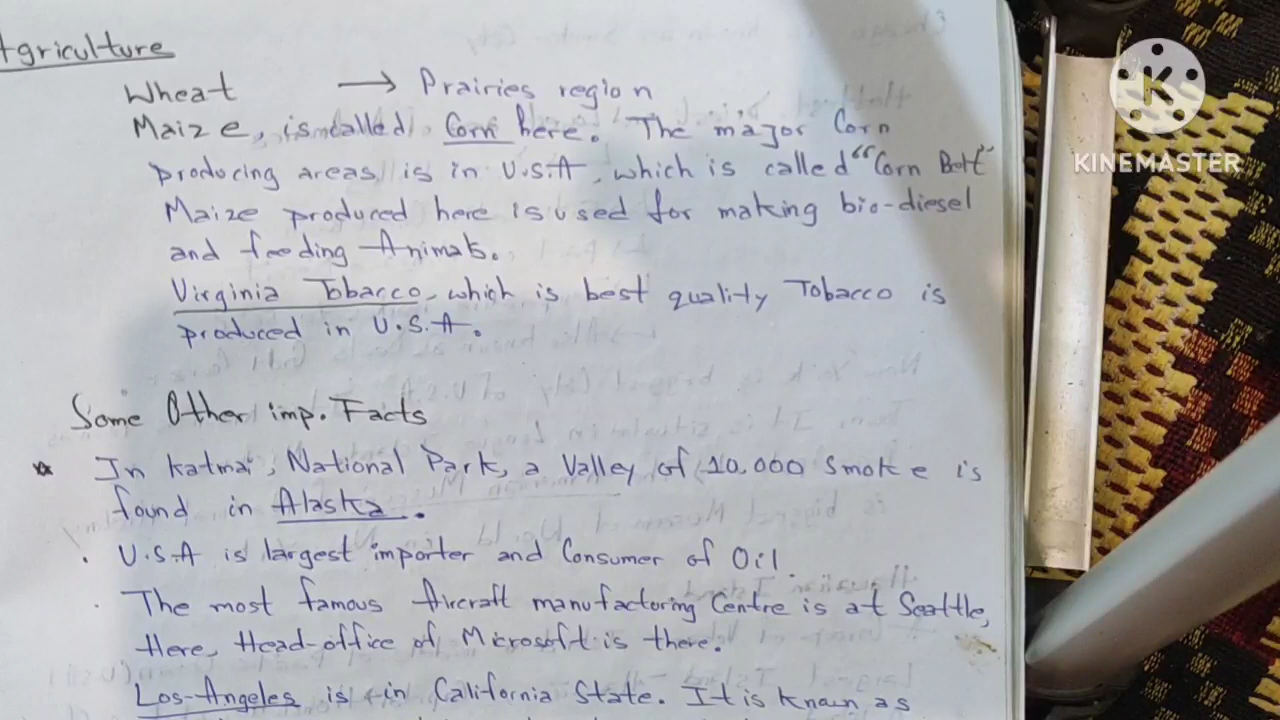 Agriculture
Wheat → Prairies region
Maize, is called Corn here. The major Corn
producing areas is in U.S.A, which is called "Corn Belt"
Maize produced here is used for making bio-diesel
and feeding Animals.
Virginia Tobacco, which is best quality Tobacco is
produced in U.S.A.
Some Other imp. Facts
In Katmai, National Park, a Valley of 10,000 Smoke is
found in Alaska.
U.S.A is largest importer and Consumer of Oil.
The most famous Aircraft manufactoring Centre is at Seattle,
Here, Head-office of Microsoft is there.
Los-Angeles is in California State. It is known as
KINEMASTER